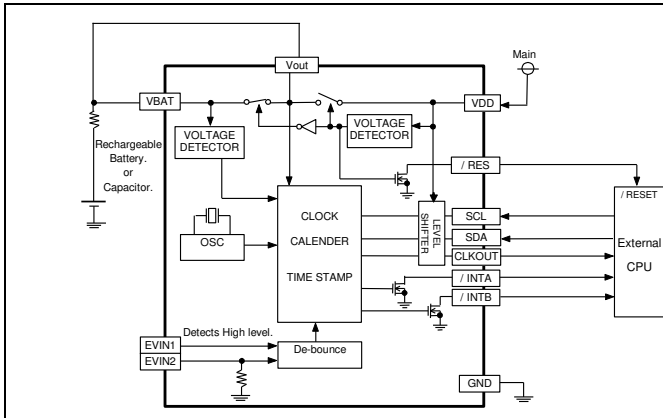 Vout
Main
VBAT
VDD
VOLTAGE
DETECTOR
VOLTAGE
DETECTOR
Rechargeable
Battery.
or
Capacitor.
/ RES
/ RESET
CLOCK
CALENDER
TIME STAMP
LEVEL
SHIFTER
SCL
SDA
CLKOUT
External
CPU
OSC
/ INTA
/ INTB
Detects High level.
EVIN1
EVIN2
De-bounce
GND